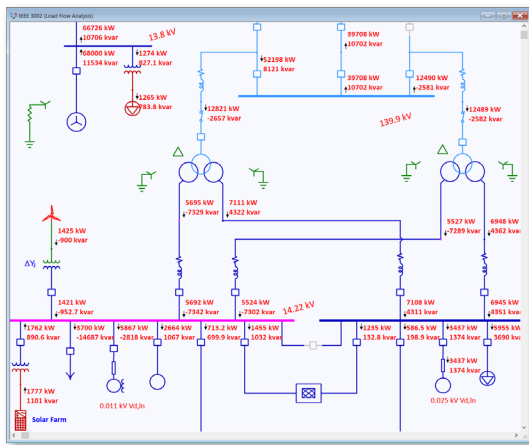 IEEE 3002 (Load Flow Analysis)
66726 kW
10706 kvar
13.8 kV
68000 kW
11534 kvar
1274 kW
827.1 kvar
1265 kW
783.8 kvar
52198 kW
8121 kvar
39708 kW
10702 kvar
39708 kW
10702 kvar
12490 kW
-2581 kvar
139.9 kV
12821 kW
-2657 kvar
12489 kW
-2582 kvar
5695 kW
-7329 kvar
7111 kW
4322 kvar
5527 kW
-7289 kvar
6948 kW
4362 kvar
1425 kW
-900 kvar
ΔY
1421 kW
-952.7 kvar
5692 kW
-7342 kvar
5524 kW
-7302 kvar
14.22 kV
7108 kW
4311 kvar
6945 kW
4351 kvar
1762 kW
890.6 kvar
3700 kW
-14687 kvar
5867 kW
-2818 kvar
2664 kW
1067 kvar
713.2 kW
699.9 kvar
1455 kW
1032 kvar
1235 kW
132.8 kvar
586.5 kW
198.9 kvar
3437 kW
1374 kvar
5955 kW
3690 kvar
3437 kW
1374 kvar
1777 kW
1101 kvar
0.011 kV Vd,ln
0.025 kV Vd,ln
Solar Farm